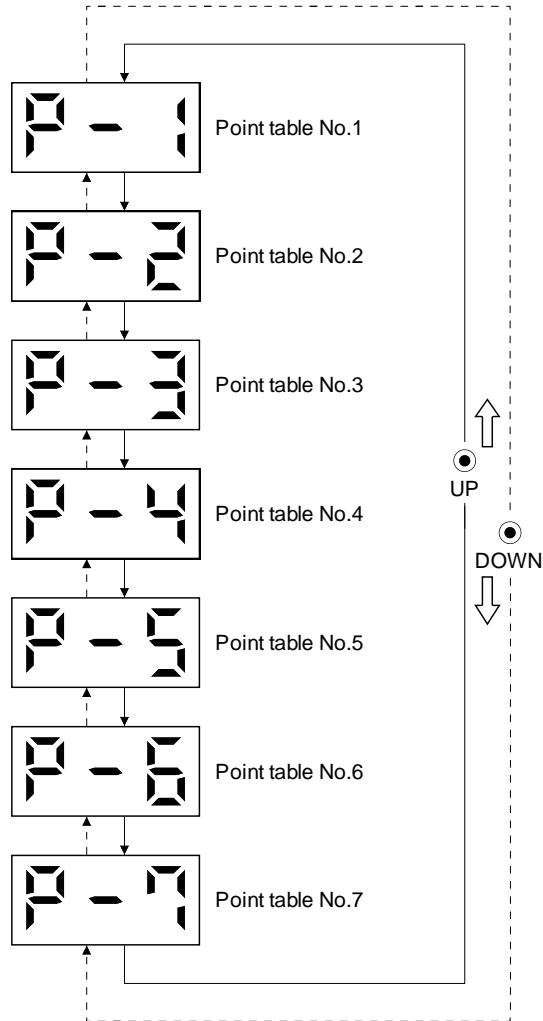 P - 1 Point table No.1
P - 2 Point table No.2
P - 3 Point table No.3
P - 4 Point table No.4
UP
DOWN
P - 5 Point table No.5
P - 6 Point table No.6
P - 7 Point table No.7